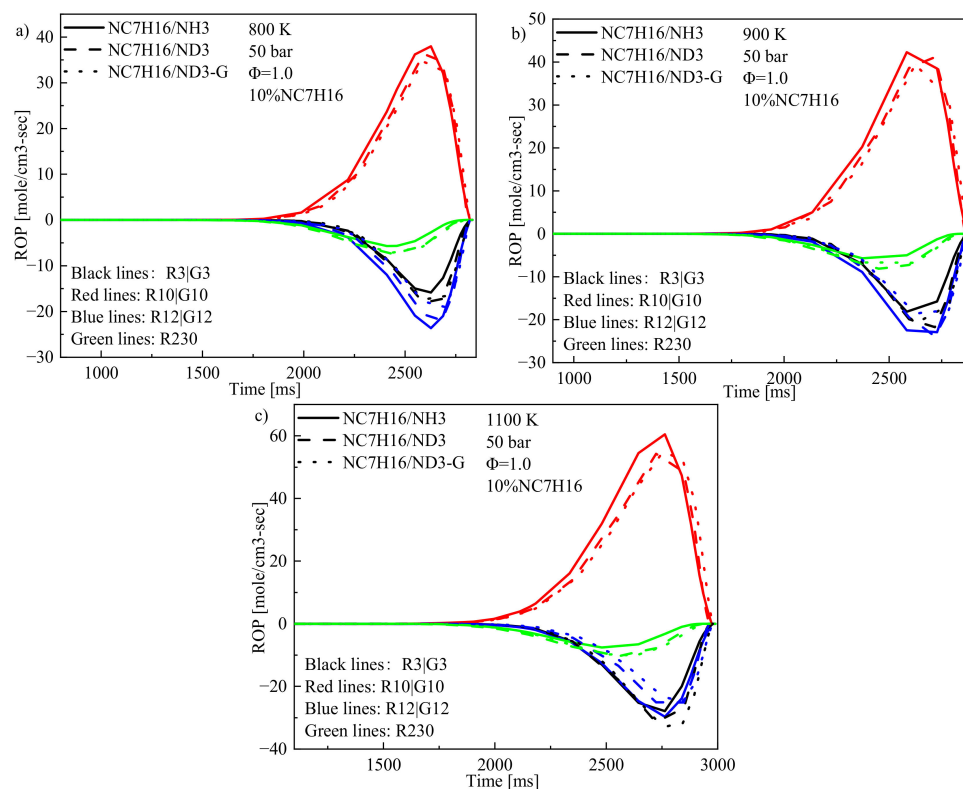 a)
NC7H16/NH3 800 K
NC7H16/ND3 50 bar
NC7H16/ND3-G Φ=1.0
10%NC7H16
ROP [mole/cm3-sec]
40
30
20
10
0
−10
−20
−30
Black lines: R3|G3
Red lines: R10|G10
Blue lines: R12|G12
Green lines: R230
1000 1500 2000 2500
Time [ms]
b)
NC7H16/NH3 900 K
NC7H16/ND3 50 bar
NC7H16/ND3-G Φ=1.0
10%NC7H16
ROP [mole/cm3-sec]
50
40
30
20
10
0
−10
−20
−30
Black lines: R3|G3
Red lines: R10|G10
Blue lines: R12|G12
Green lines: R230
1000 1500 2000 2500
Time [ms]
c)
NC7H16/NH3 1100 K
NC7H16/ND3 50 bar
NC7H16/ND3-G Φ=1.0
10%NC7H16
ROP [mole/cm3-sec]
60
40
20
0
−20
−40
Black lines: R3|G3
Red lines: R10|G10
Blue lines: R12|G12
Green lines: R230
1500 2000 2500 3000
Time [ms]